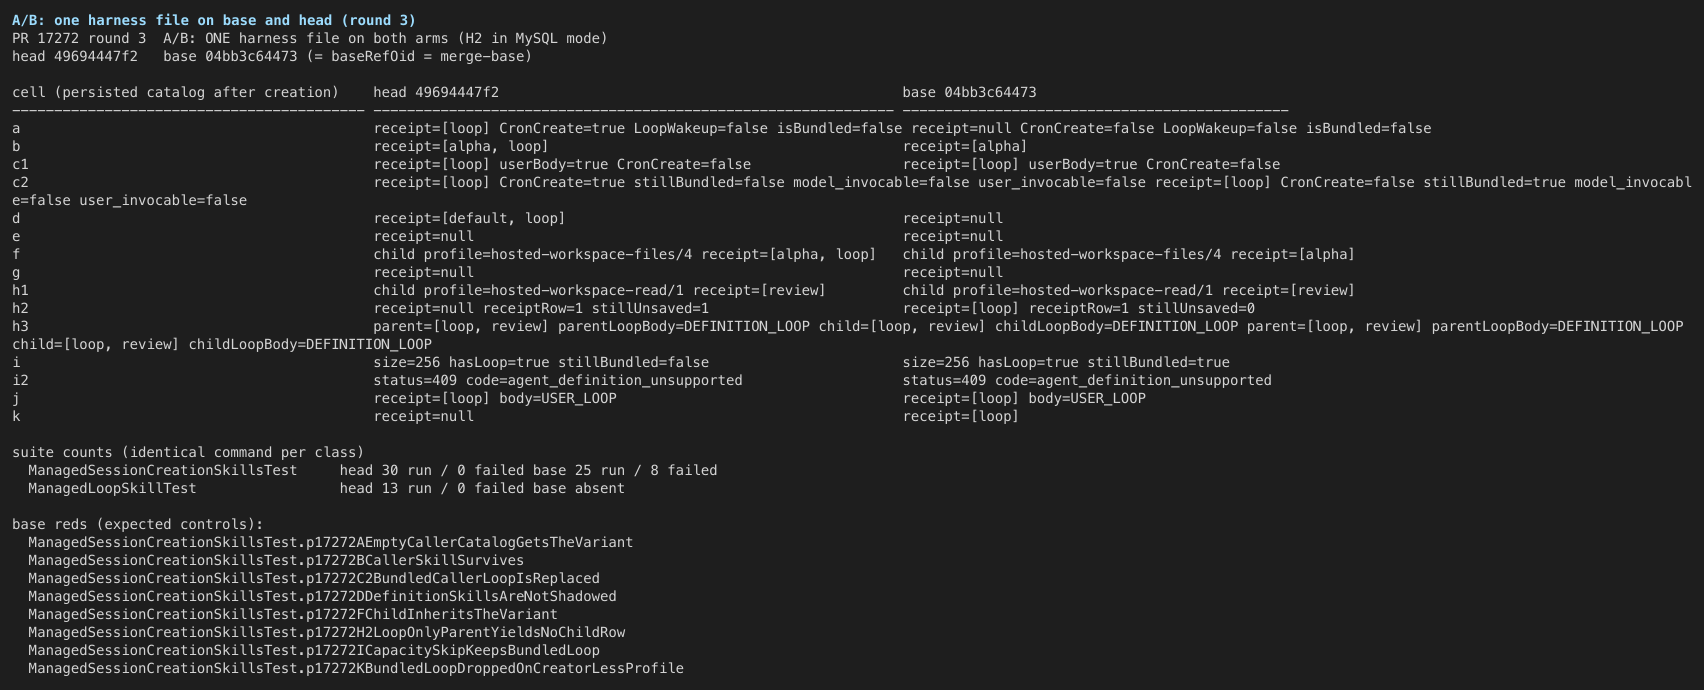 A/B: one harness file on base and head (round 3)
PR 17272 round 3  A/B: ONE harness file on both arms (H2 in MySQL mode)
head 49694447f2   base 04bb3c64473 (= baseRefOid = merge-base)
cell (persisted catalog after creation)    head 49694447f2    base 04bb3c64473
------------------------------------------- ---------------------------------------------------------------- -----------------------------------------------
a    receipt=[loop] CronCreate=true LoopWakeup=false isBundled=false receipt=null CronCreate=false LoopWakeup=false isBundled=false
b    receipt=[alpha, loop]    receipt=[alpha]
c1    receipt=[loop] userBody=true CronCreate=false    receipt=[loop] userBody=true CronCreate=false
c2    receipt=[loop] CronCreate=true stillBundled=false model_invocable=false user_invocable=false receipt=[loop] CronCreate=false stillBundled=true model_invocabl
e=false user_invocable=false
d    receipt=[default, loop]    receipt=null
e    receipt=null    receipt=null
f    child profile=hosted-workspace-files/4 receipt=[alpha, loop]    child profile=hosted-workspace-files/4 receipt=[alpha]
g    receipt=null    receipt=null
h1    child profile=hosted-workspace-read/1 receipt=[review]    child profile=hosted-workspace-read/1 receipt=[review]
h2    receipt=null receiptRow=1 stillUnsaved=1    receipt=[loop] receiptRow=1 stillUnsaved=0
h3    parent=[loop, review] parentLoopBody=DEFINITION_LOOP child=[loop, review] childLoopBody=DEFINITION_LOOP parent=[loop, review] parentLoopBody=DEFINITION_LOOP
child=[loop, review] childLoopBody=DEFINITION_LOOP
i    size=256 hasLoop=true stillBundled=false    size=256 hasLoop=true stillBundled=true
i2    status=409 code=agent_definition_unsupported    status=409 code=agent_definition_unsupported
j    receipt=[loop] body=USER_LOOP    receipt=[loop] body=USER_LOOP
k    receipt=null    receipt=[loop]
suite counts (identical command per class)
ManagedSessionCreationSkillsTest    head 30 run / 0 failed base 25 run / 8 failed
ManagedLoopSkillTest    head 13 run / 0 failed base absent
base reds (expected controls):
ManagedSessionCreationSkillsTest.p17272AEmptyCallerCatalogGetsTheVariant
ManagedSessionCreationSkillsTest.p17272BCallerSkillSurvives
ManagedSessionCreationSkillsTest.p17272C2BundledCallerLoopIsReplaced
ManagedSessionCreationSkillsTest.p17272DDefinitionSkillsAreNotShadowed
ManagedSessionCreationSkillsTest.p17272FChildInheritsTheVariant
ManagedSessionCreationSkillsTest.p17272H2LoopOnlyParentYieldsNoChildRow
ManagedSessionCreationSkillsTest.p17272ICapacitySkipKeepsBundledLoop
ManagedSessionCreationSkillsTest.p17272KBundledLoopDroppedOnCreatorLessProfile